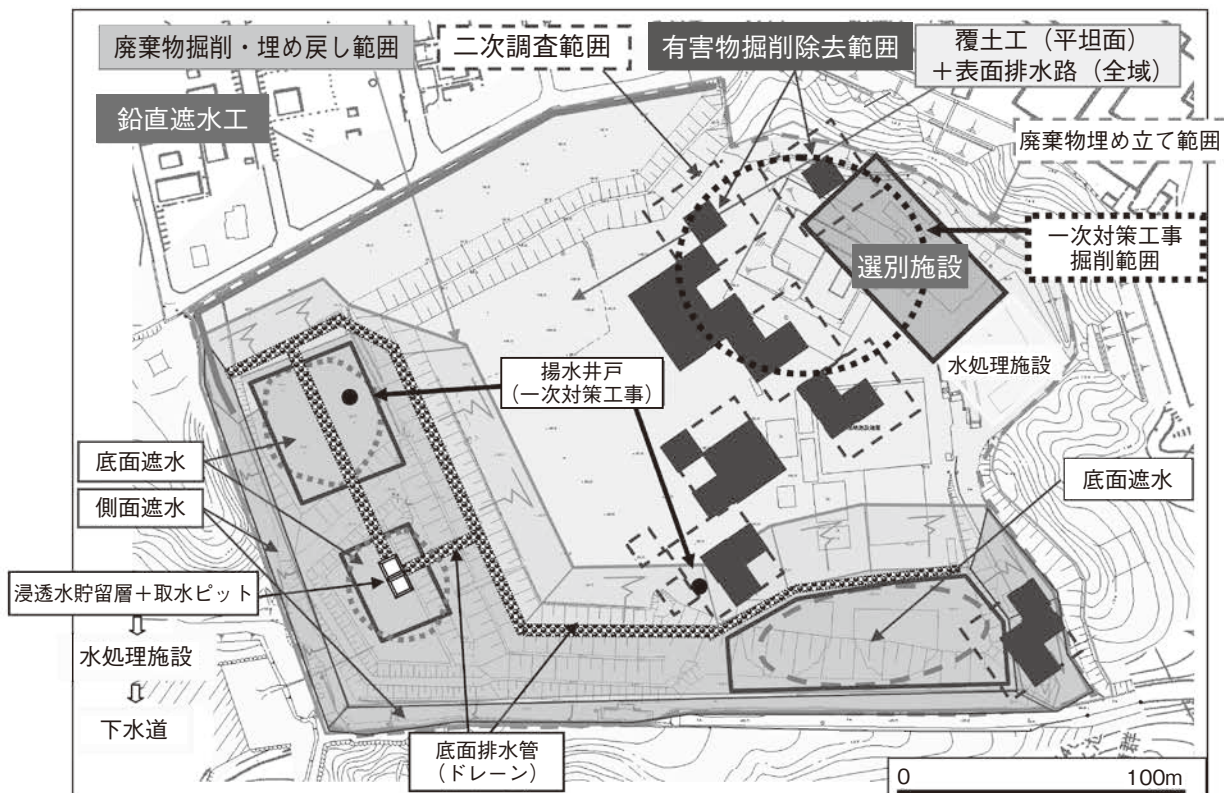 廃棄物掘削・埋め戻し範囲
二次調査範囲
有害物掘削除去範囲
覆土工（平坦面）
＋表面排水路（全域）
鉛直遮水工
廃棄物埋め立て範囲
一次対策工事
掘削範囲
選別施設
水処理施設
揚水井戸
（一次対策工事）
底面遮水
側面遮水
底面遮水
浸透水貯留層＋取水ピット
水処理施設
下水道
底面排水管
（ドレーン）
0 100m